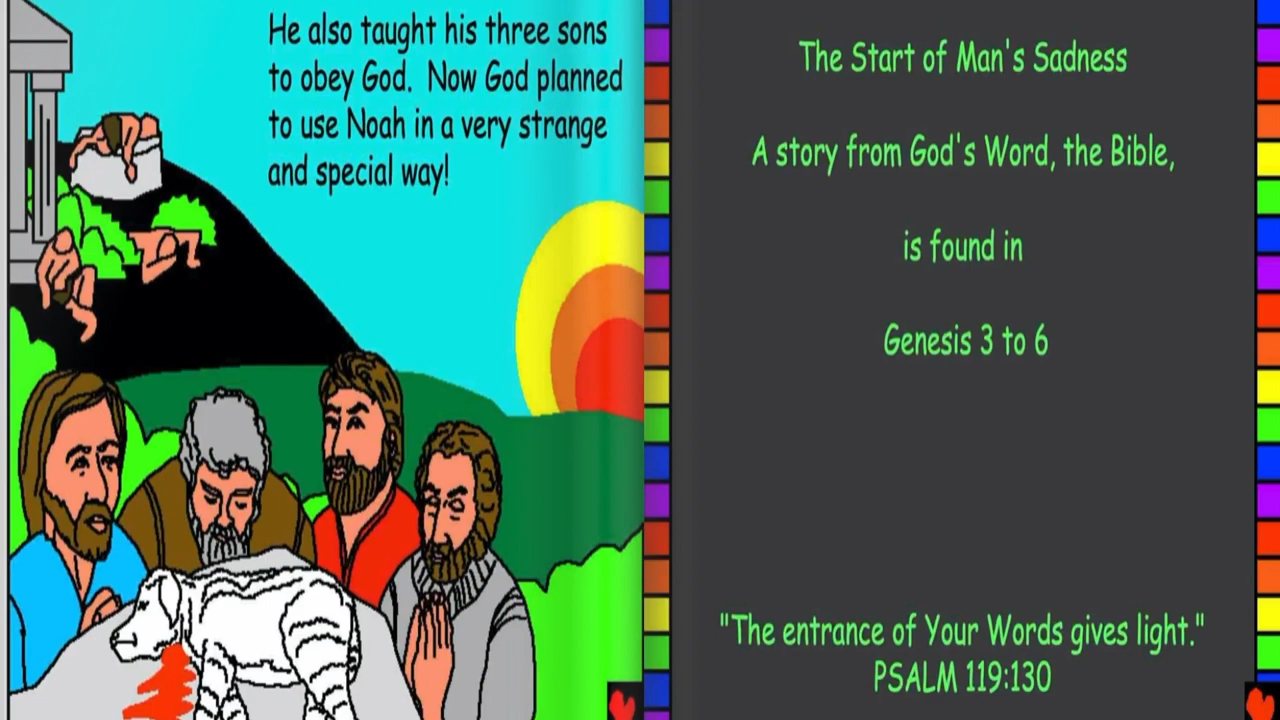 He also taught his three sons
to obey God.  Now God planned
to use Noah in a very strange
and special way!
The Start of Man's Sadness
A story from God's Word, the Bible,
is found in
Genesis 3 to 6
"The entrance of Your Words gives light."
PSALM 119:130